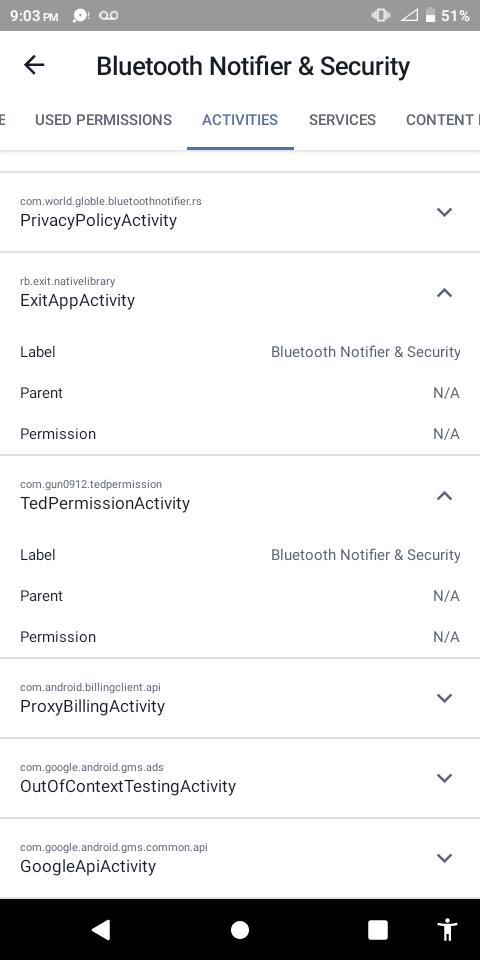 9:03 PM 51%
Bluetooth Notifier & Security
E USED PERMISSIONS ACTIVITIES SERVICES CONTENT
com.world.globle.bluetoothnotifier.rs
PrivacyPolicyActivity
rb.exit.nativelibrary
ExitAppActivity
Label Bluetooth Notifier & Security
Parent N/A
Permission N/A
com.gun0912.tedpermission
TedPermissionActivity
Label Bluetooth Notifier & Security
Parent N/A
Permission N/A
com.android.billingclient.api
ProxyBillingActivity
com.google.android.gms.ads
OutOfContextTestingActivity
com.google.android.gms.common.api
GoogleApiActivity